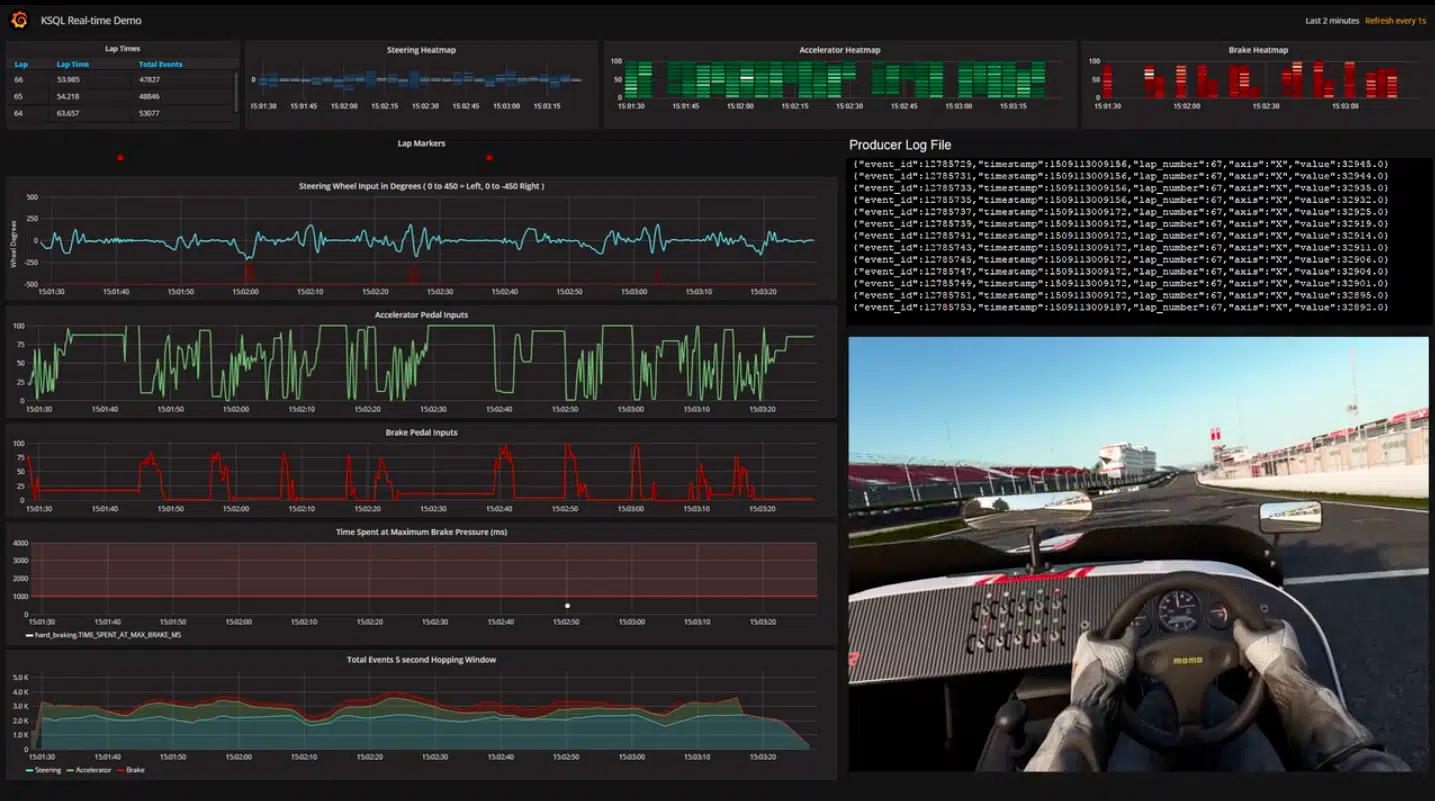 KSQL Real-time Demo
Last 2 minutes Refresh every 1s
Lap Times
Lap Lap Time Total Events
66 53.985 47827
65 54.218 48846
64 63.657 53077
Steering Heatmap
0
15:01:30 15:01:45 15:02:00 15:02:15 15:02:30 15:02:45 15:03:00 15:03:15
Accelerator Heatmap
100
50
0
15:01:30 15:01:45 15:02:00 15:02:15 15:02:30 15:02:45 15:03:00 15:03:15
Brake Heatmap
100
50
0
15:01:30 15:02:00 15:02:30 15:03:00
Lap Markers
Steering Wheel Input in Degrees ( 0 to 450 = Left, 0 to -450 Right )
Wheel Degrees
500
250
0
-250
-500
15:01:30 15:01:40 15:01:50 15:02:00 15:02:10 15:02:20 15:02:30 15:02:40 15:02:50 15:03:00 15:03:10 15:03:20
Accelerator Pedal Inputs
100
75
50
25
0
15:01:30 15:01:40 15:01:50 15:02:00 15:02:10 15:02:20 15:02:30 15:02:40 15:02:50 15:03:00 15:03:10 15:03:20
Brake Pedal Inputs
100
75
50
25
0
15:01:30 15:01:40 15:01:50 15:02:00 15:02:10 15:02:20 15:02:30 15:02:40 15:02:50 15:03:00 15:03:10 15:03:20
Time Spent at Maximum Brake Pressure (ms)
4000
3000
2000
1000
0
15:01:30 15:01:40 15:01:50 15:02:00 15:02:10 15:02:20 15:02:30 15:02:40 15:02:50 15:03:00 15:03:10 15:03:20
hard_braking.TIME_SPENT_AT_MAX_BRAKE_MS
Total Events 5 second Hopping Window
5.0 K
4.0 K
3.0 K
2.0 K
1.0 K
0
15:01:30 15:01:40 15:01:50 15:02:00 15:02:10 15:02:20 15:02:30 15:02:40 15:02:50 15:03:00 15:03:10 15:03:20
Steering Accelerator Brake
Producer Log File
{"event_id":12785729,"timestamp":1509113009156,"lap_number":67,"axis":"X","value":32948.0}
{"event_id":12785731,"timestamp":1509113009156,"lap_number":67,"axis":"X","value":32944.0}
{"event_id":12785733,"timestamp":1509113009156,"lap_number":67,"axis":"X","value":32935.0}
{"event_id":12785735,"timestamp":1509113009156,"lap_number":67,"axis":"X","value":32932.0}
{"event_id":12785737,"timestamp":1509113009172,"lap_number":67,"axis":"X","value":32925.0}
{"event_id":12785739,"timestamp":1509113009172,"lap_number":67,"axis":"X","value":32919.0}
{"event_id":12785741,"timestamp":1509113009172,"lap_number":67,"axis":"X","value":32914.0}
{"event_id":12785743,"timestamp":1509113009172,"lap_number":67,"axis":"X","value":32911.0}
{"event_id":12785745,"timestamp":1509113009172,"lap_number":67,"axis":"X","value":32906.0}
{"event_id":12785747,"timestamp":1509113009172,"lap_number":67,"axis":"X","value":32904.0}
{"event_id":12785749,"timestamp":1509113009172,"lap_number":67,"axis":"X","value":32901.0}
{"event_id":12785751,"timestamp":1509113009172,"lap_number":67,"axis":"X","value":32895.0}
{"event_id":12785753,"timestamp":1509113009187,"lap_number":67,"axis":"X","value":32892.0}
momo